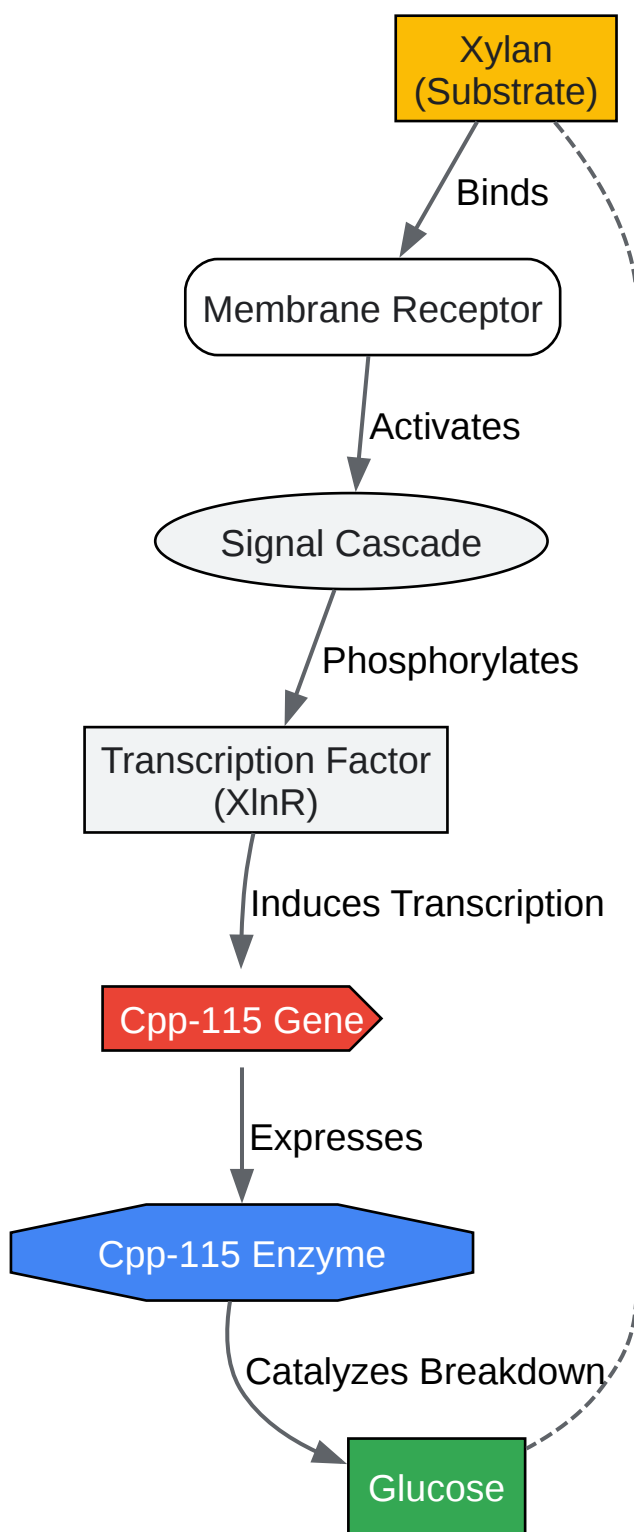 Xylan
(Substrate)
Binds
Membrane Receptor
Activates
Signal Cascade
Phosphorylates
Transcription Factor
(XlnR)
Induces Transcription
Cpp-115 Gene
Expresses
Cpp-115 Enzyme
Catalyzes Breakdown
Glucose